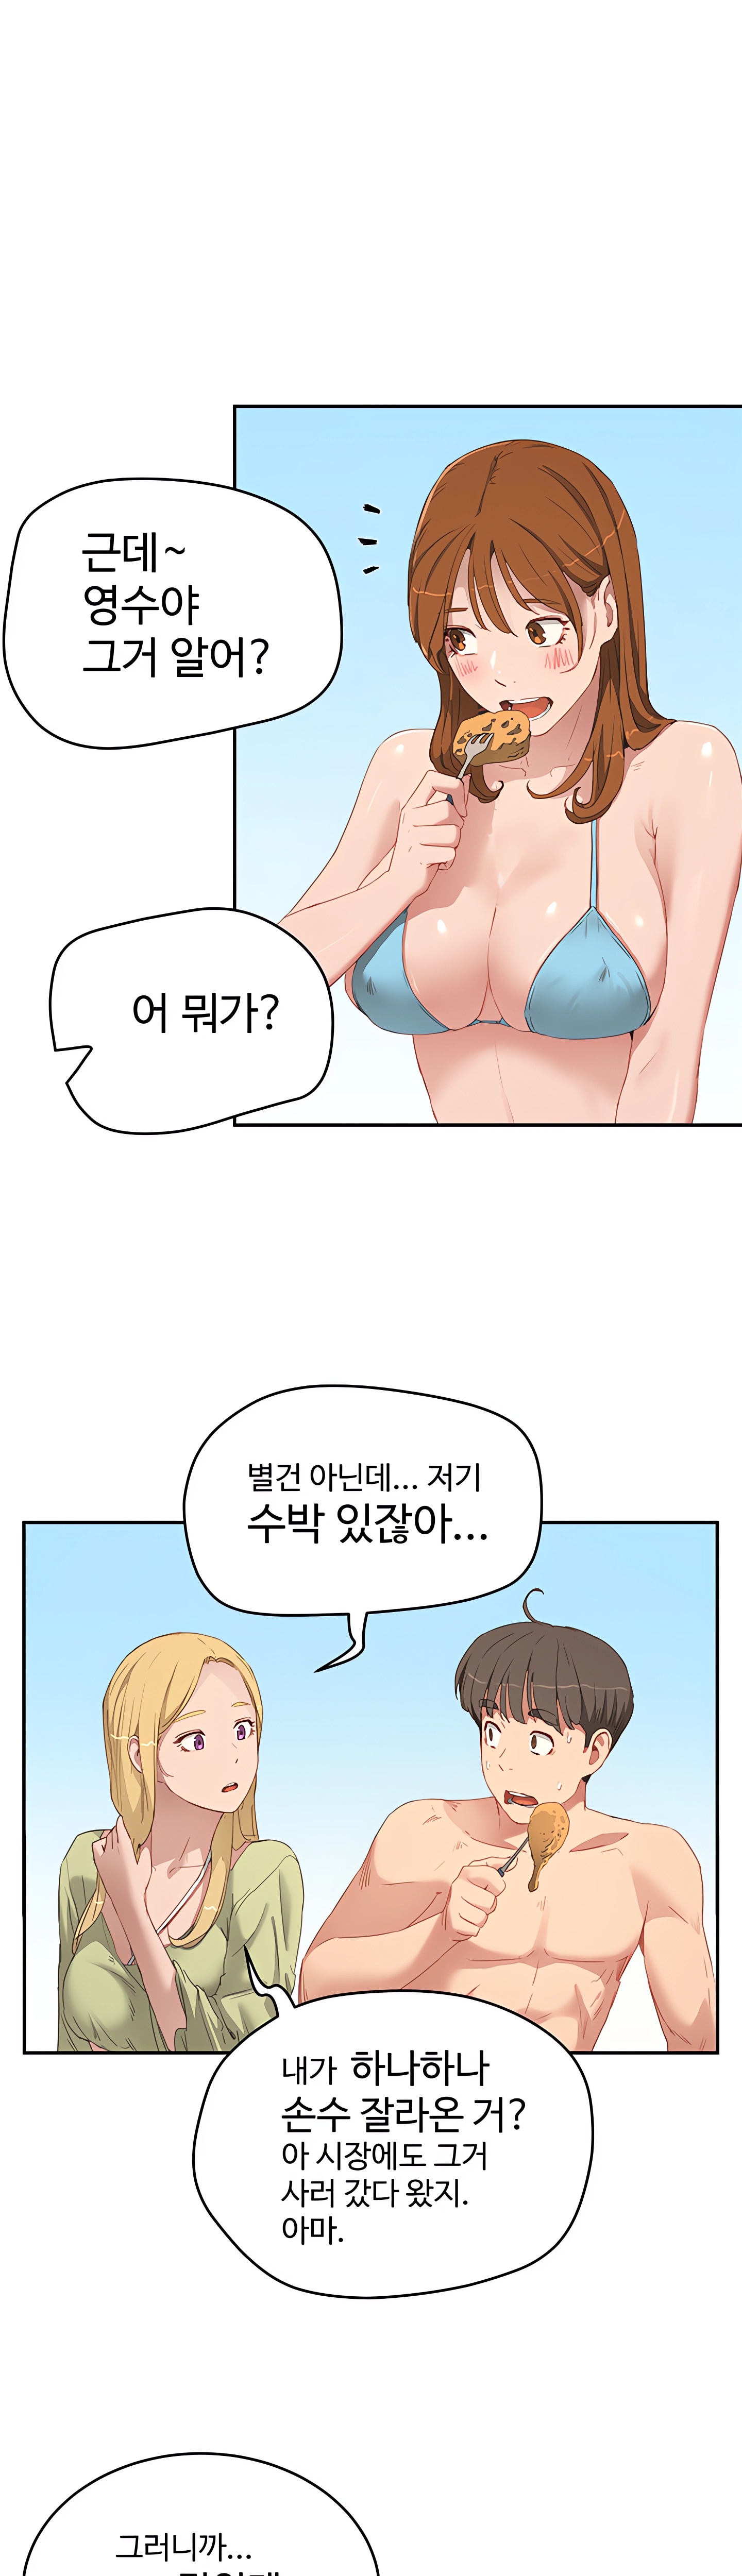 근데~
영수야
그거 알어?
어 뭐가?
별건 아닌데... 저기
수박 있잖아...
내가 하나하나
손수 잘라온 거?
아 시장에도 그거
사러 갔다 왔지.
아마.
그러니까...